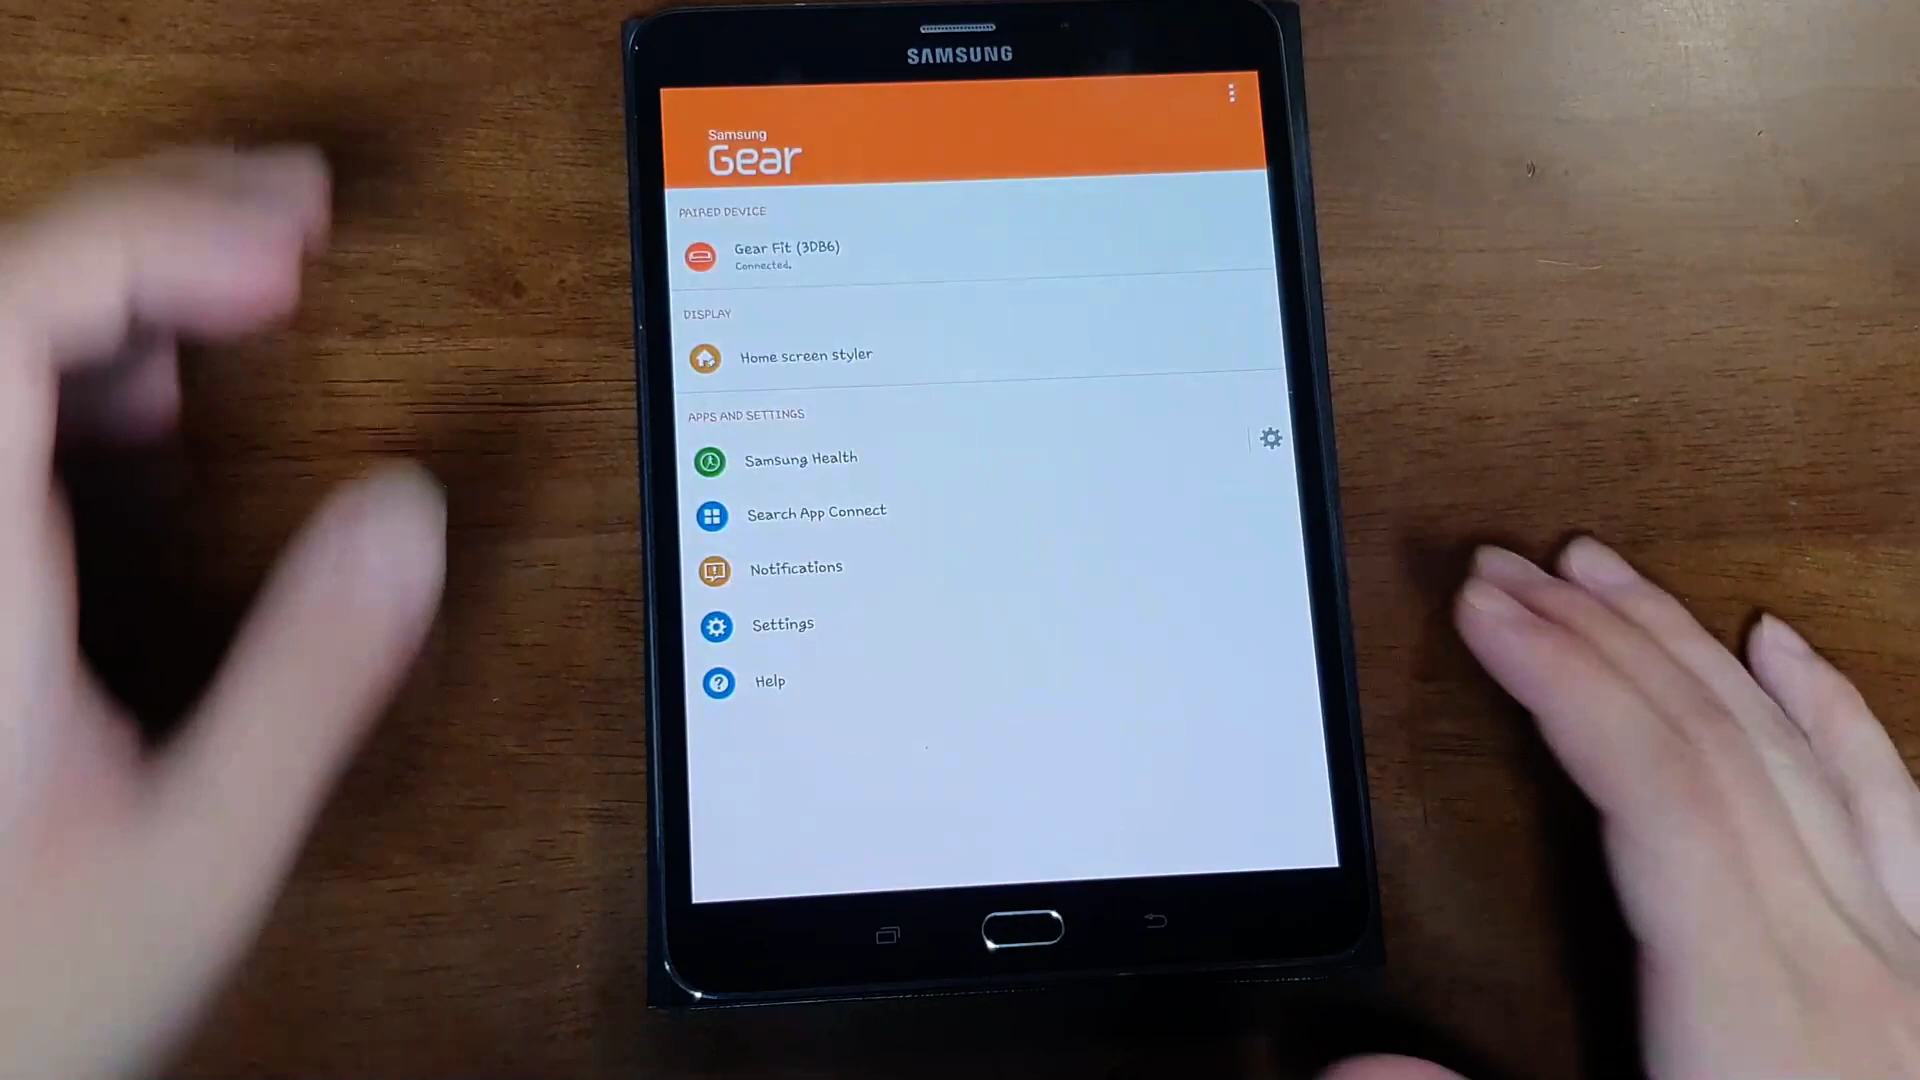 SAMSUNG
Samsung
Gear
PAIRED DEVICE
Gear Fit (3DB6)
Connected.
DISPLAY
Home screen styler
APPS AND SETTINGS
Samsung Health
Search App Connect
Notifications
Settings
Help